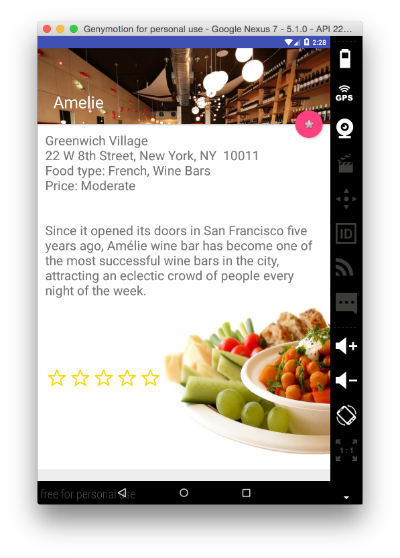 Genymotion for personal use - Google Nexus 7 - 5.1.0 - API 22...
2:28
Amelie
GPS
Greenwich Village
22 W 8th Street, New York, NY 10011
Food type: French, Wine Bars
Price: Moderate
ID
Since it opened its doors in San Francisco five
years ago, Amélie wine bar has become one of
the most successful wine bars in the city,
attracting an eclectic crowd of people every
night of the week.
1:1
free for personal use